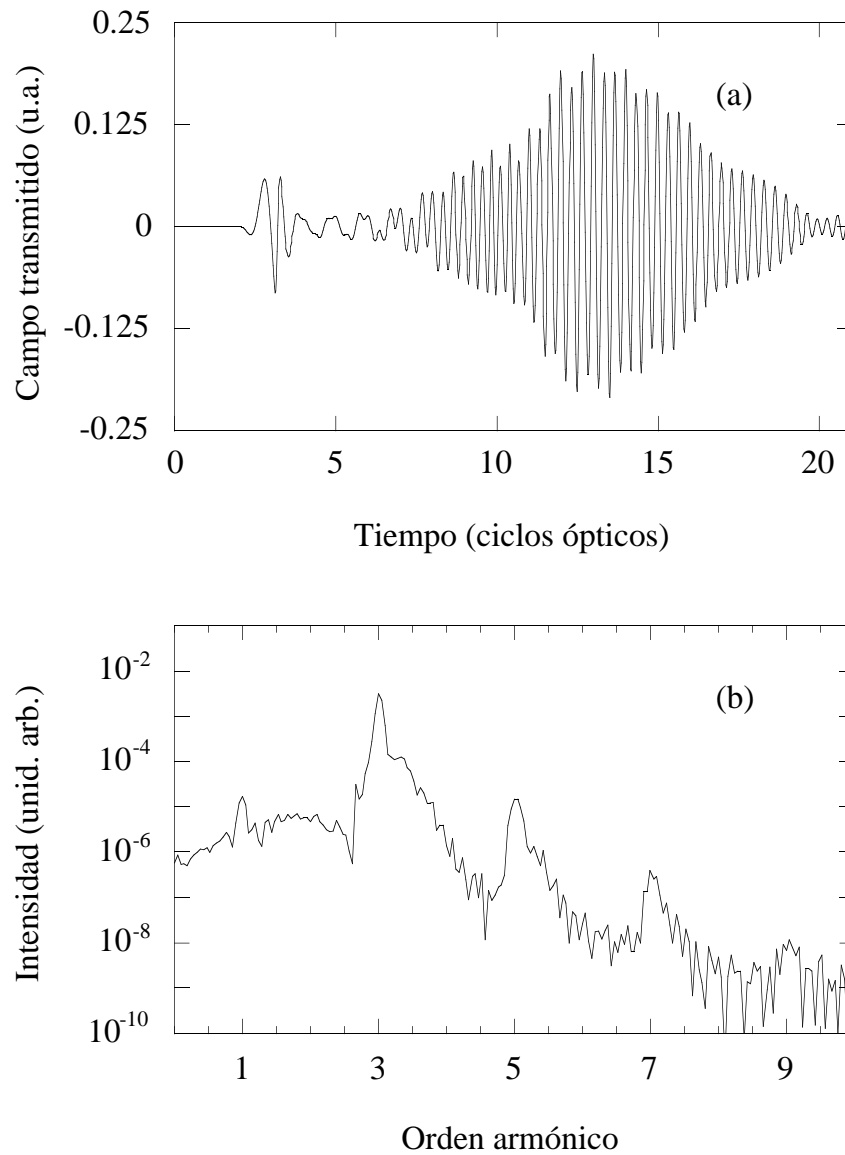 Campo transmitido (u.a.)
0.25
0.125
0
-0.125
-0.25
(a)
0 5 10 15 20
Tiempo (ciclos ópticos)
Intensidad (unid. arb.)
10-2
10-4
10-6
10-8
10-10
(b)
1 3 5 7 9
Orden armónico